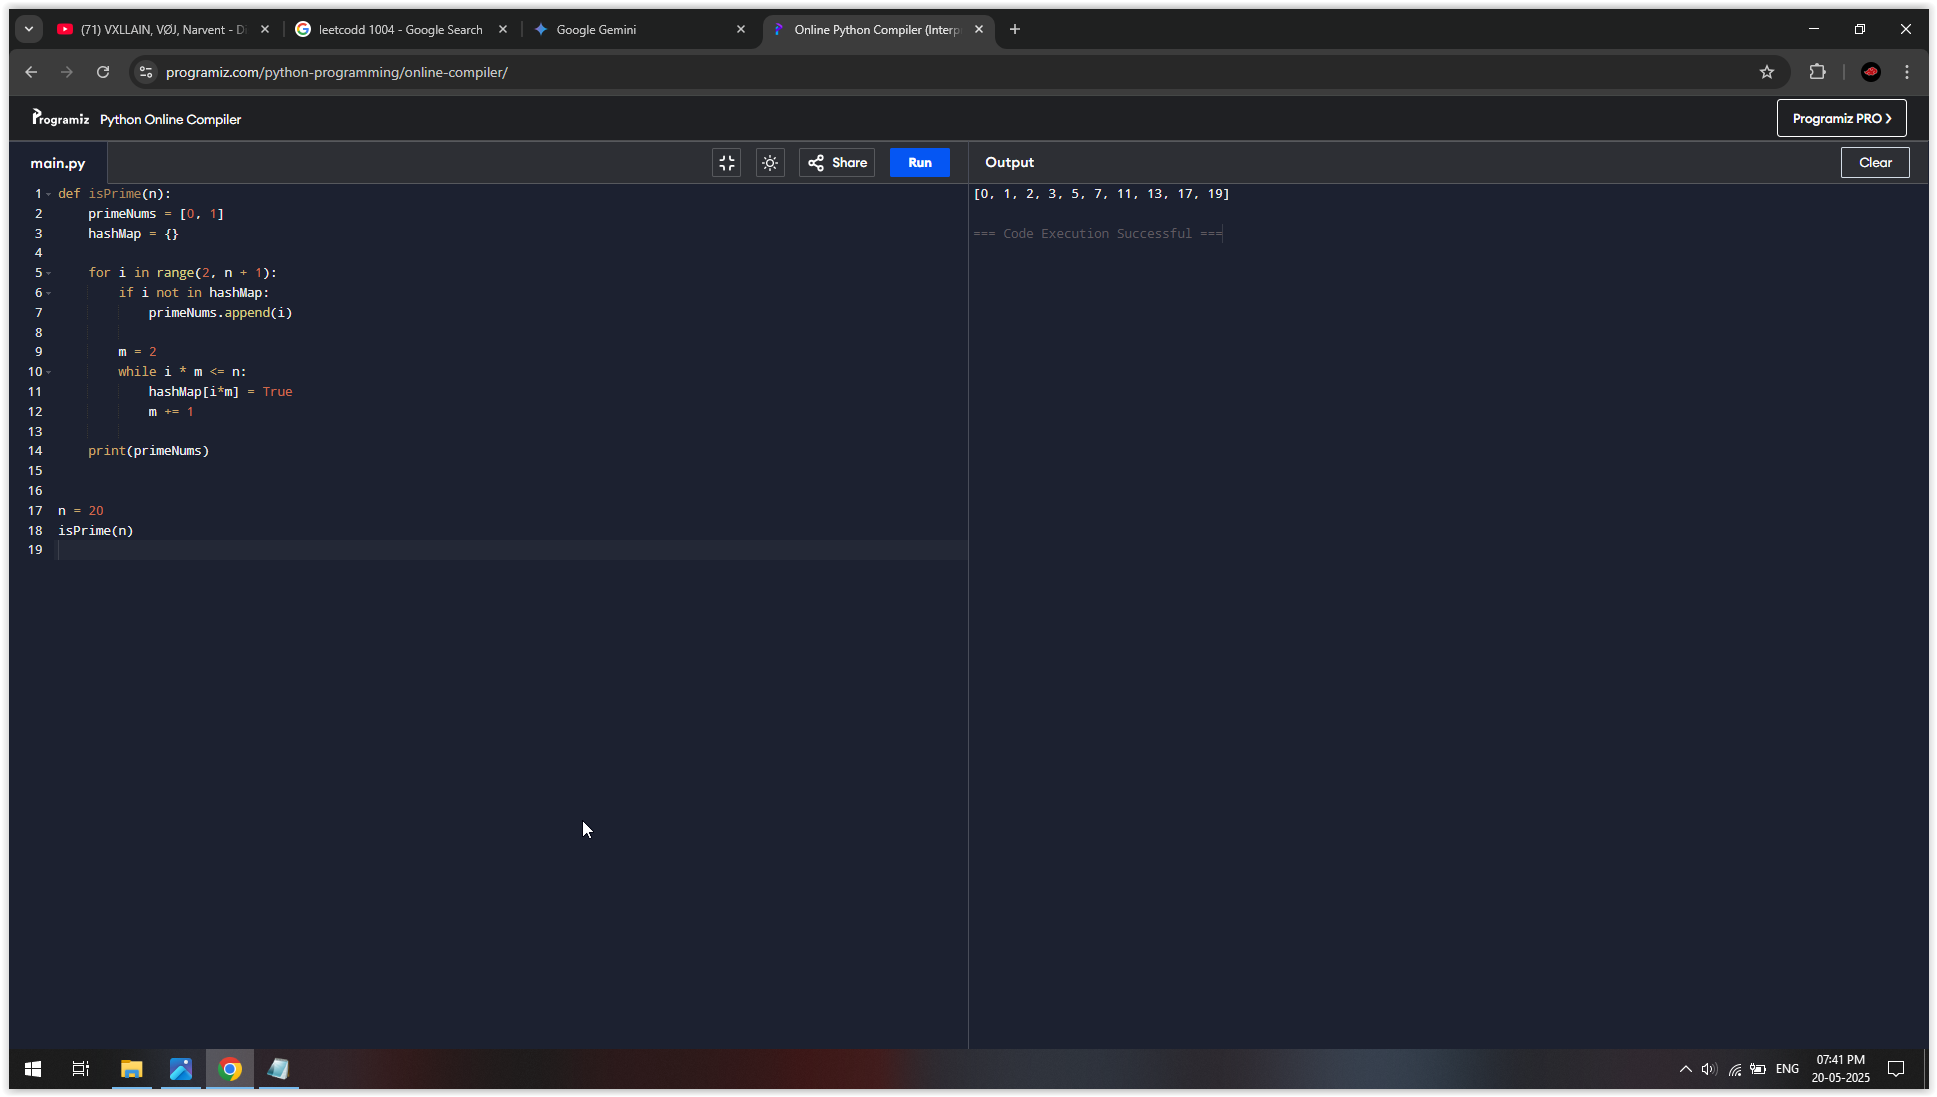 (71) VXLLAIN, VØJ, Narvent - Di
leetcodd 1004 - Google Search
Google Gemini
Online Python Compiler (Interp
programiz.com/python-programming/online-compiler/
Programiz Python Online Compiler
Programiz PRO >
main.py
Share
Run
Output
Clear
1 def isPrime(n):
2     primeNums = [0, 1]
3     hashMap = {}
4
5     for i in range(2, n + 1):
6         if i not in hashMap:
7             primeNums.append(i)
8
9         m = 2
10         while i * m <= n:
11             hashMap[i*m] = True
12             m += 1
13
14     print(primeNums)
15
16
17 n = 20
18 isPrime(n)
19
[0, 1, 2, 3, 5, 7, 11, 13, 17, 19]
=== Code Execution Successful ===
ENG
07:41 PM
20-05-2025